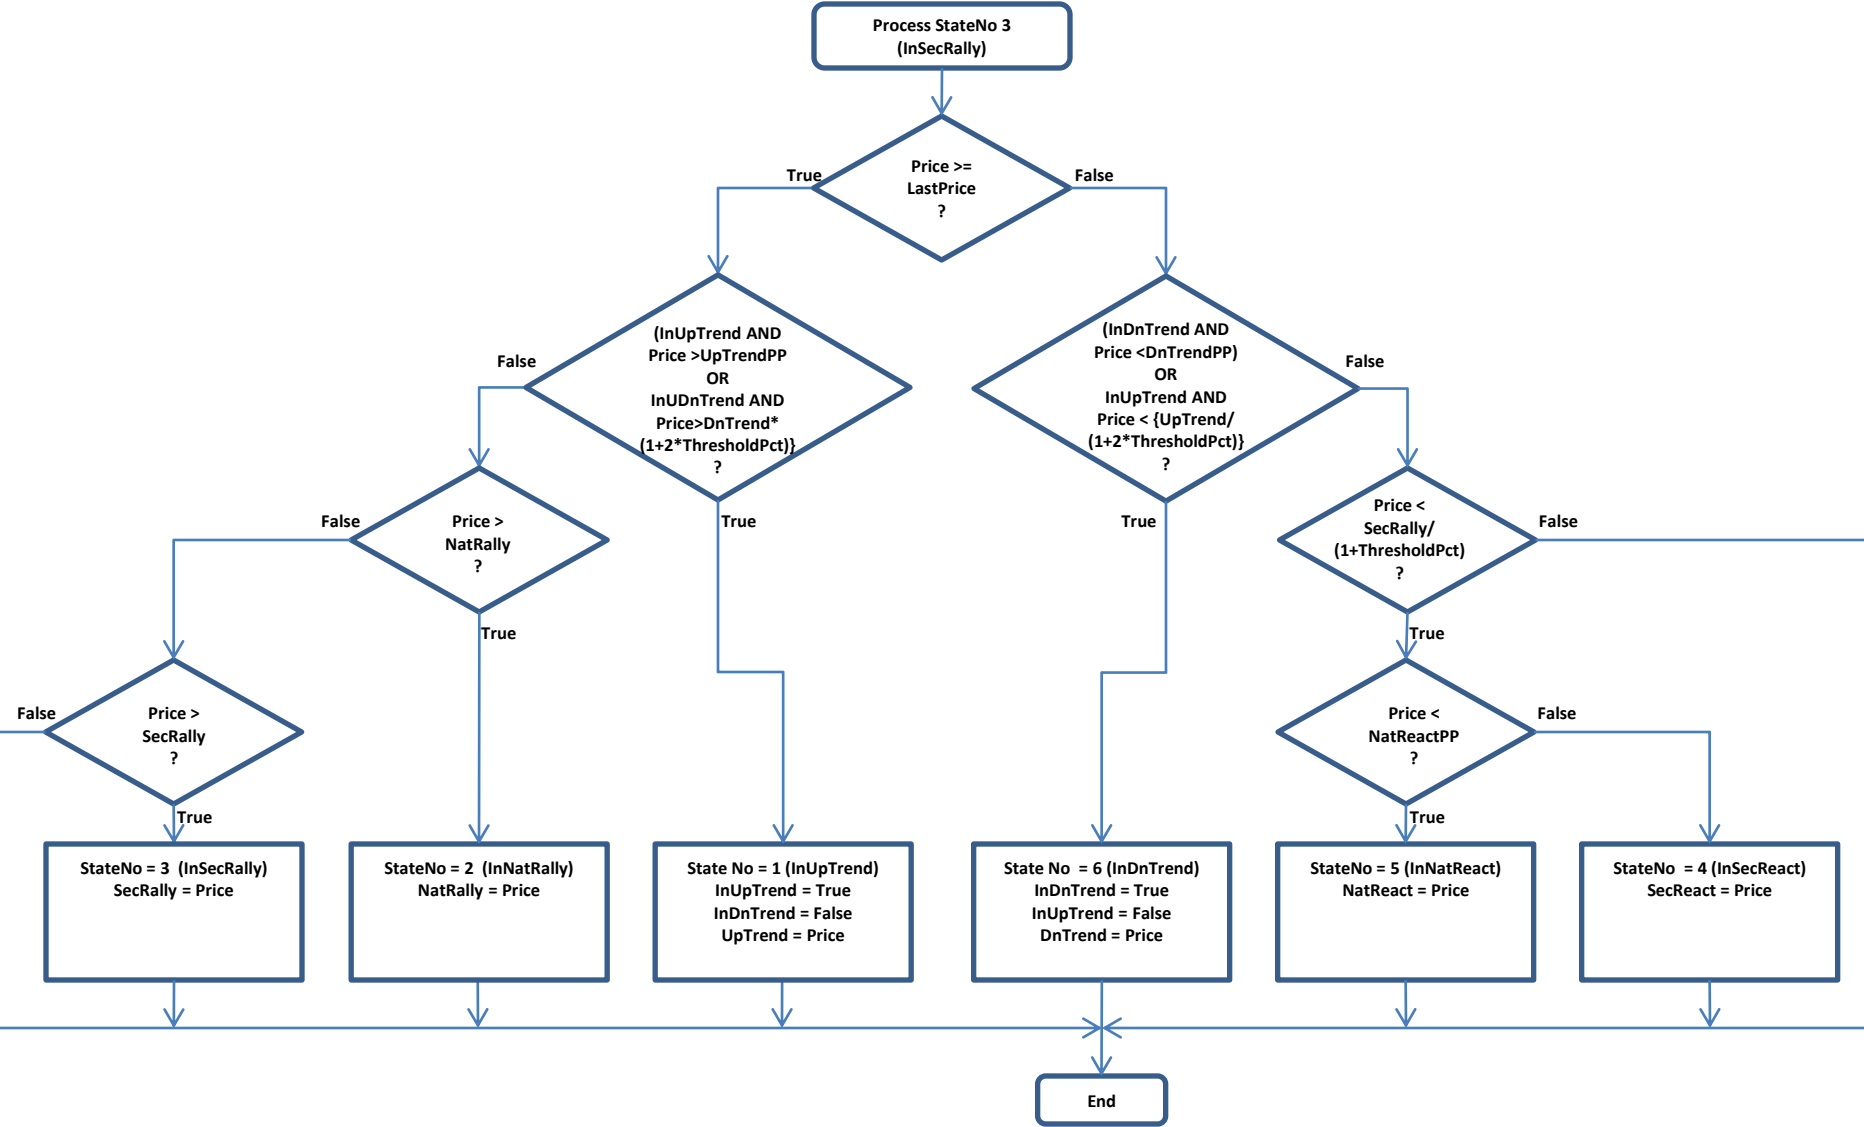 Process StateNo 3
(InSecRally)
Price >=
LastPrice
?
True
False
(InUpTrend AND
Price >UpTrendPP
OR
InUDnTrend AND
Price>DnTrend*
(1+2*ThresholdPct)}
?
False
True
(InDnTrend AND
Price <DnTrendPP)
OR
InUpTrend AND
Price < {UpTrend/
(1+2*ThresholdPct)}
?
False
True
Price >
NatRally
?
False
True
Price <
SecRally/
(1+ThresholdPct)
?
False
True
Price >
SecRally
?
False
True
Price <
NatReactPP
?
False
True
StateNo = 3  (InSecRally)
SecRally = Price
StateNo = 2  (InNatRally)
NatRally = Price
State No = 1 (InUpTrend)
InUpTrend = True
InDnTrend = False
UpTrend = Price
State No  = 6 (InDnTrend)
InDnTrend = True
InUpTrend = False
DnTrend = Price
StateNo = 5 (InNatReact)
NatReact = Price
StateNo  = 4 (InSecReact)
SecReact = Price
End